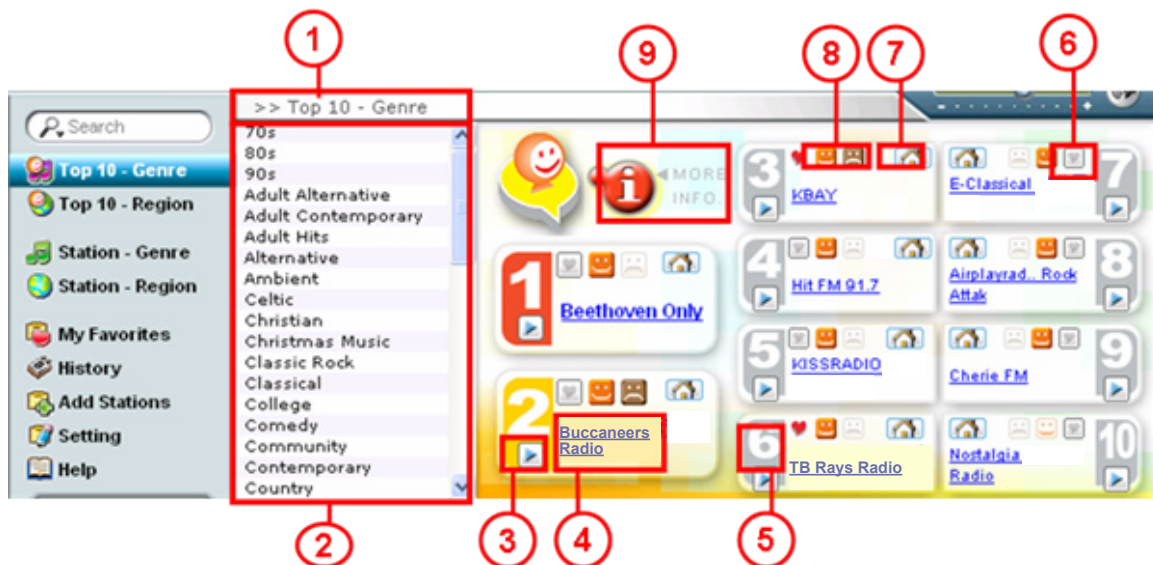 1
9
8
7
6
>> Top 10 - Genre
Search
Top 10 - Genre
Top 10 - Region
Station - Genre
Station - Region
My Favorites
History
Add Stations
Setting
Help
70s
80s
90s
Adult Alternative
Adult Contemporary
Adult Hits
Alternative
Ambient
Celtic
Christian
Christmas Music
Classic Rock
Classical
College
Comedy
Community
Contemporary
Country
i
MORE
INFO.
1
Beethoven Only
2
Buccaneers
Radio
3
KBAY
4
Hit FM 91.7
5
KISSRADIO
6
TB Rays Radio
7
E-Classical
8
Airplayrad.. Rock
Attak
9
Cherie FM
10
Nostalgia
Radio
2
3
4
5